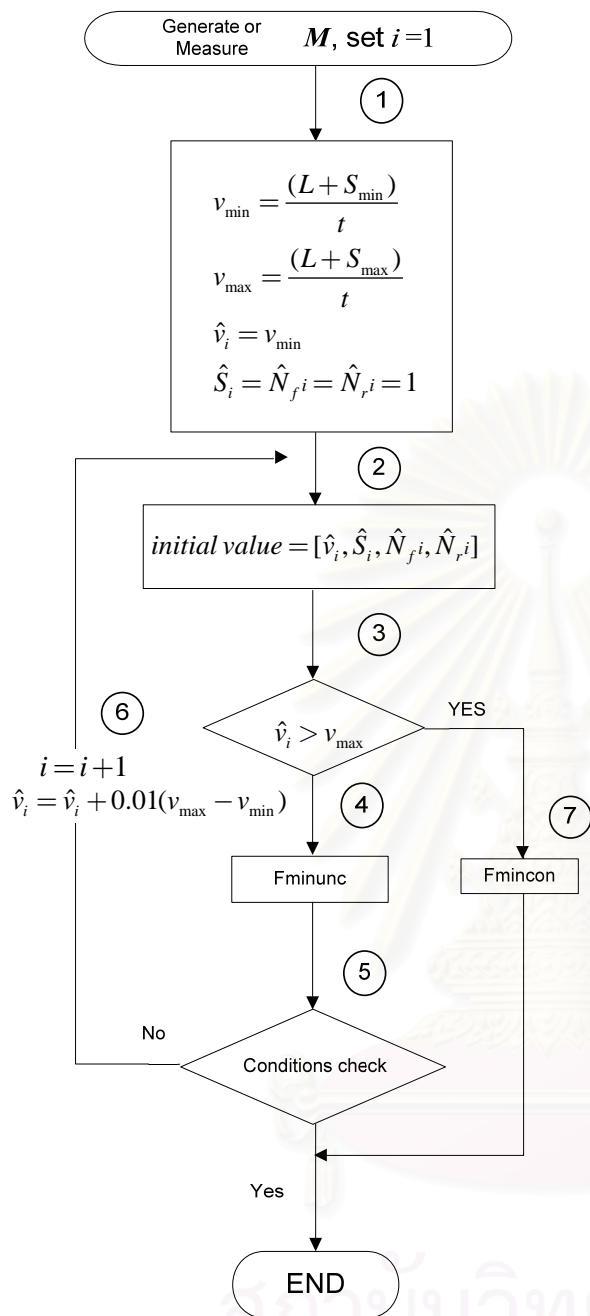 Generate or
Measure M, set i=1
1
v_min = (L + S_min) / t
v_max = (L + S_max) / t
v̂_i = v_min
Ŝ_i = N̂_f^i = N̂_r^i = 1
2
initial value = [v̂_i, Ŝ_i, N̂_f^i, N̂_r^i]
3
v̂_i > v_max
YES
6
i = i+1
v̂_i = v̂_i + 0.01(v_max − v_min)
4
7
Fminunc
Fmincon
5
No
Conditions check
Yes
END